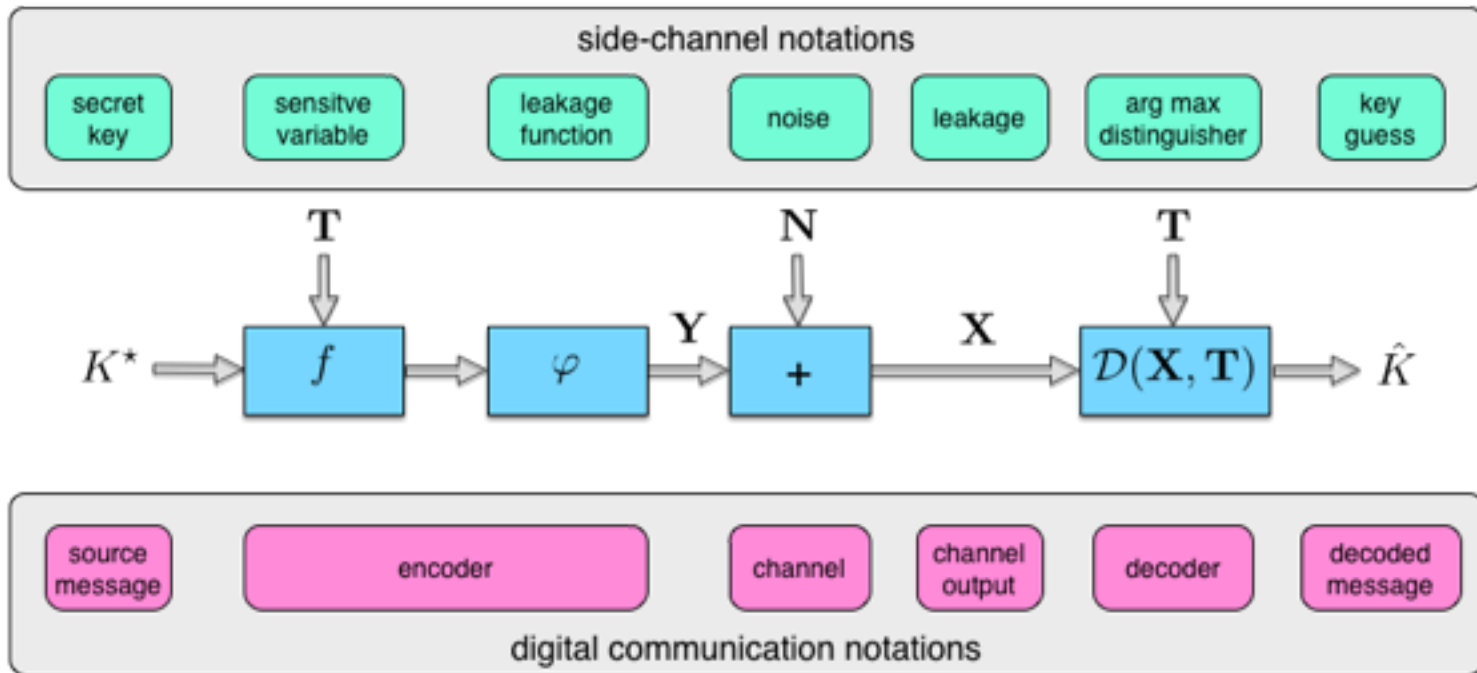 side-channel notations
secret key
sensitve variable
leakage function
noise
leakage
arg max distinguisher
key guess
T N T
K⋆ f φ Y + X 𝒟(X, T) K̂
source message
encoder
channel
channel output
decoder
decoded message
digital communication notations